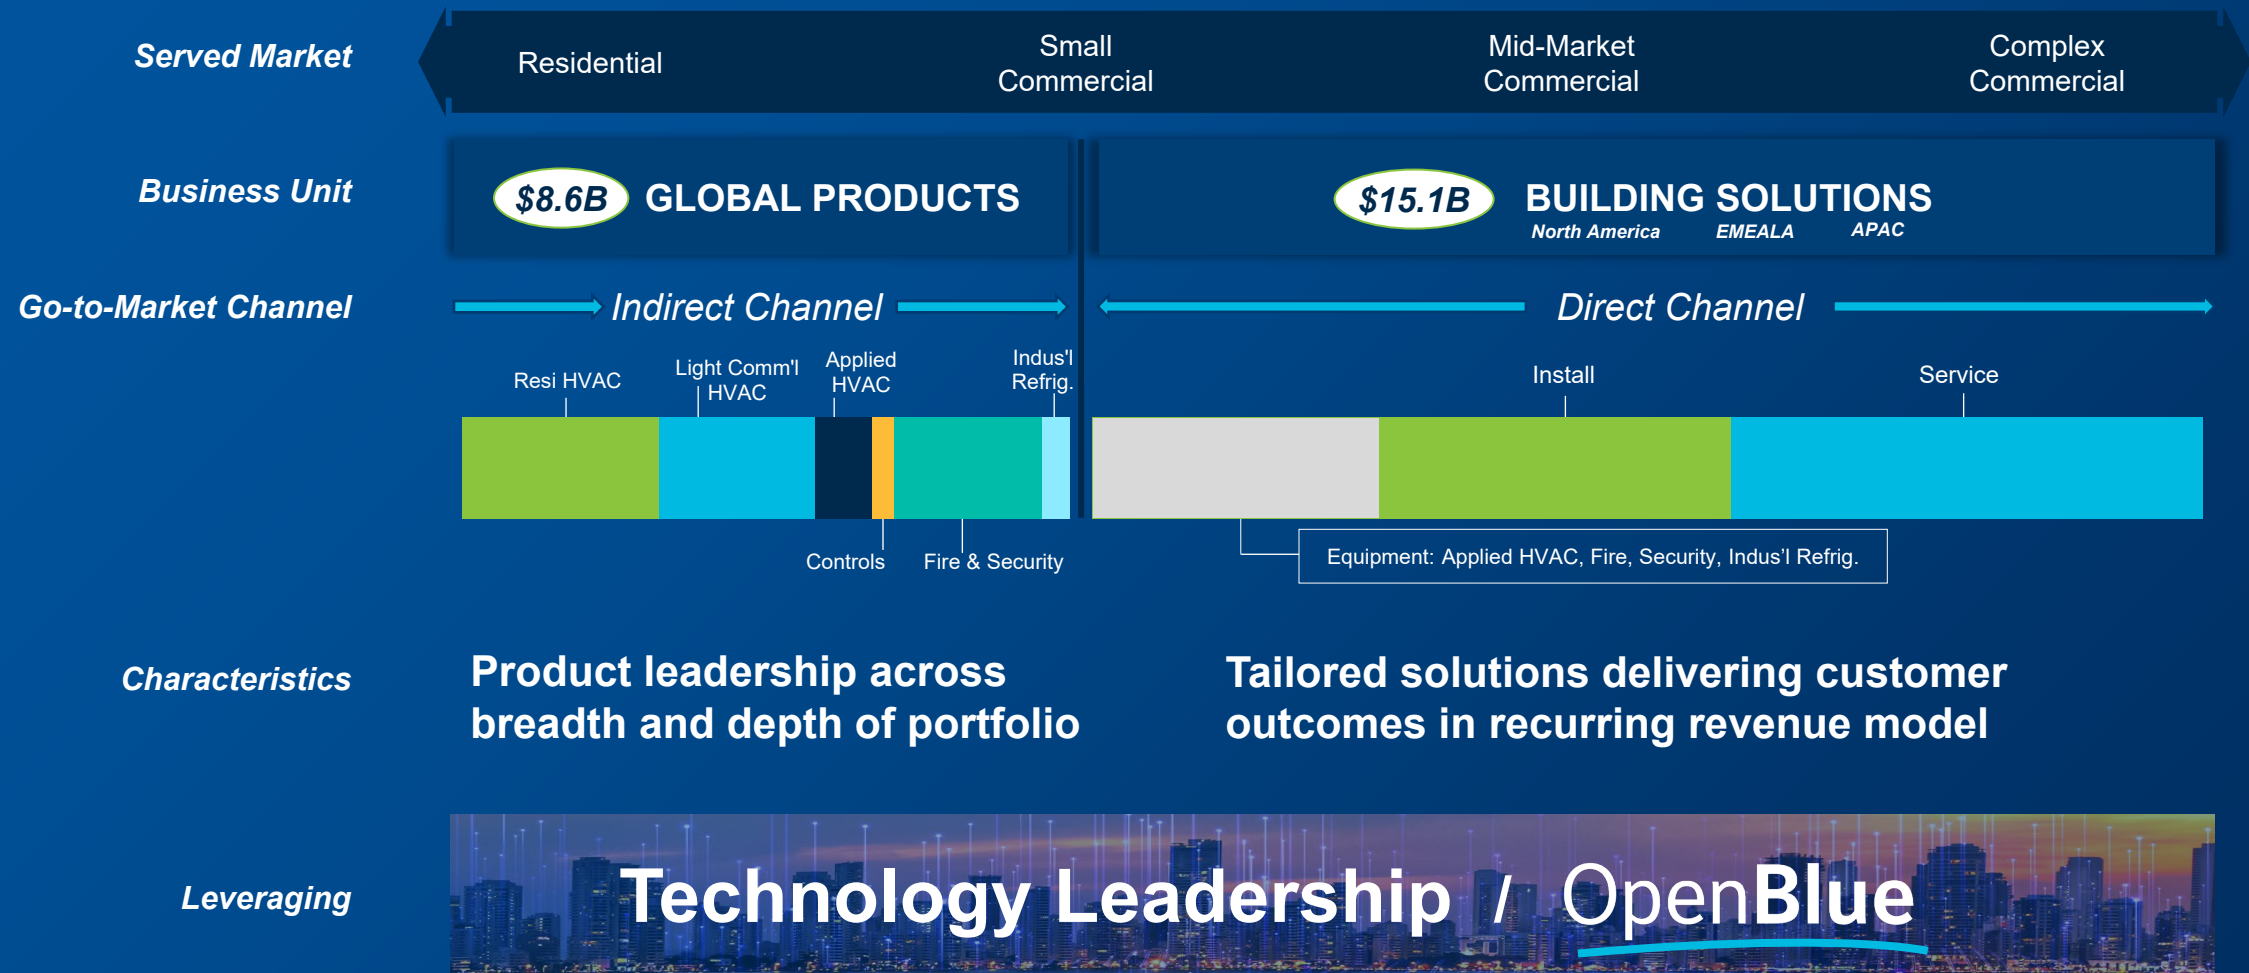 Served Market
Residential
Small
Commercial
Mid-Market
Commercial
Complex
Commercial
Business Unit
$8.6B GLOBAL PRODUCTS
$15.1B BUILDING SOLUTIONS
North America EMEALA APAC
Go-to-Market Channel
Indirect Channel
Direct Channel
Resi HVAC
Light Comm'l
HVAC
Applied
HVAC
Indus'l
Refrig.
Install
Service
Controls
Fire & Security
Equipment: Applied HVAC, Fire, Security, Indus’l Refrig.
Characteristics
Product leadership across
breadth and depth of portfolio
Tailored solutions delivering customer
outcomes in recurring revenue model
Leveraging
Technology Leadership / OpenBlue